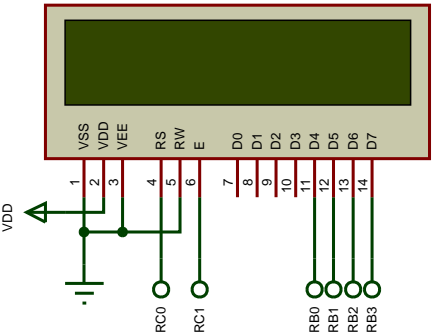 VSS
VDD
VEE
RS
RW
E
D0
D1
D2
D3
D4
D5
D6
D7
1
2
3
4
5
6
7
8
9
10
11
12
13
14
VDD
RC0
RC1
RB0
RB1
RB2
RB3